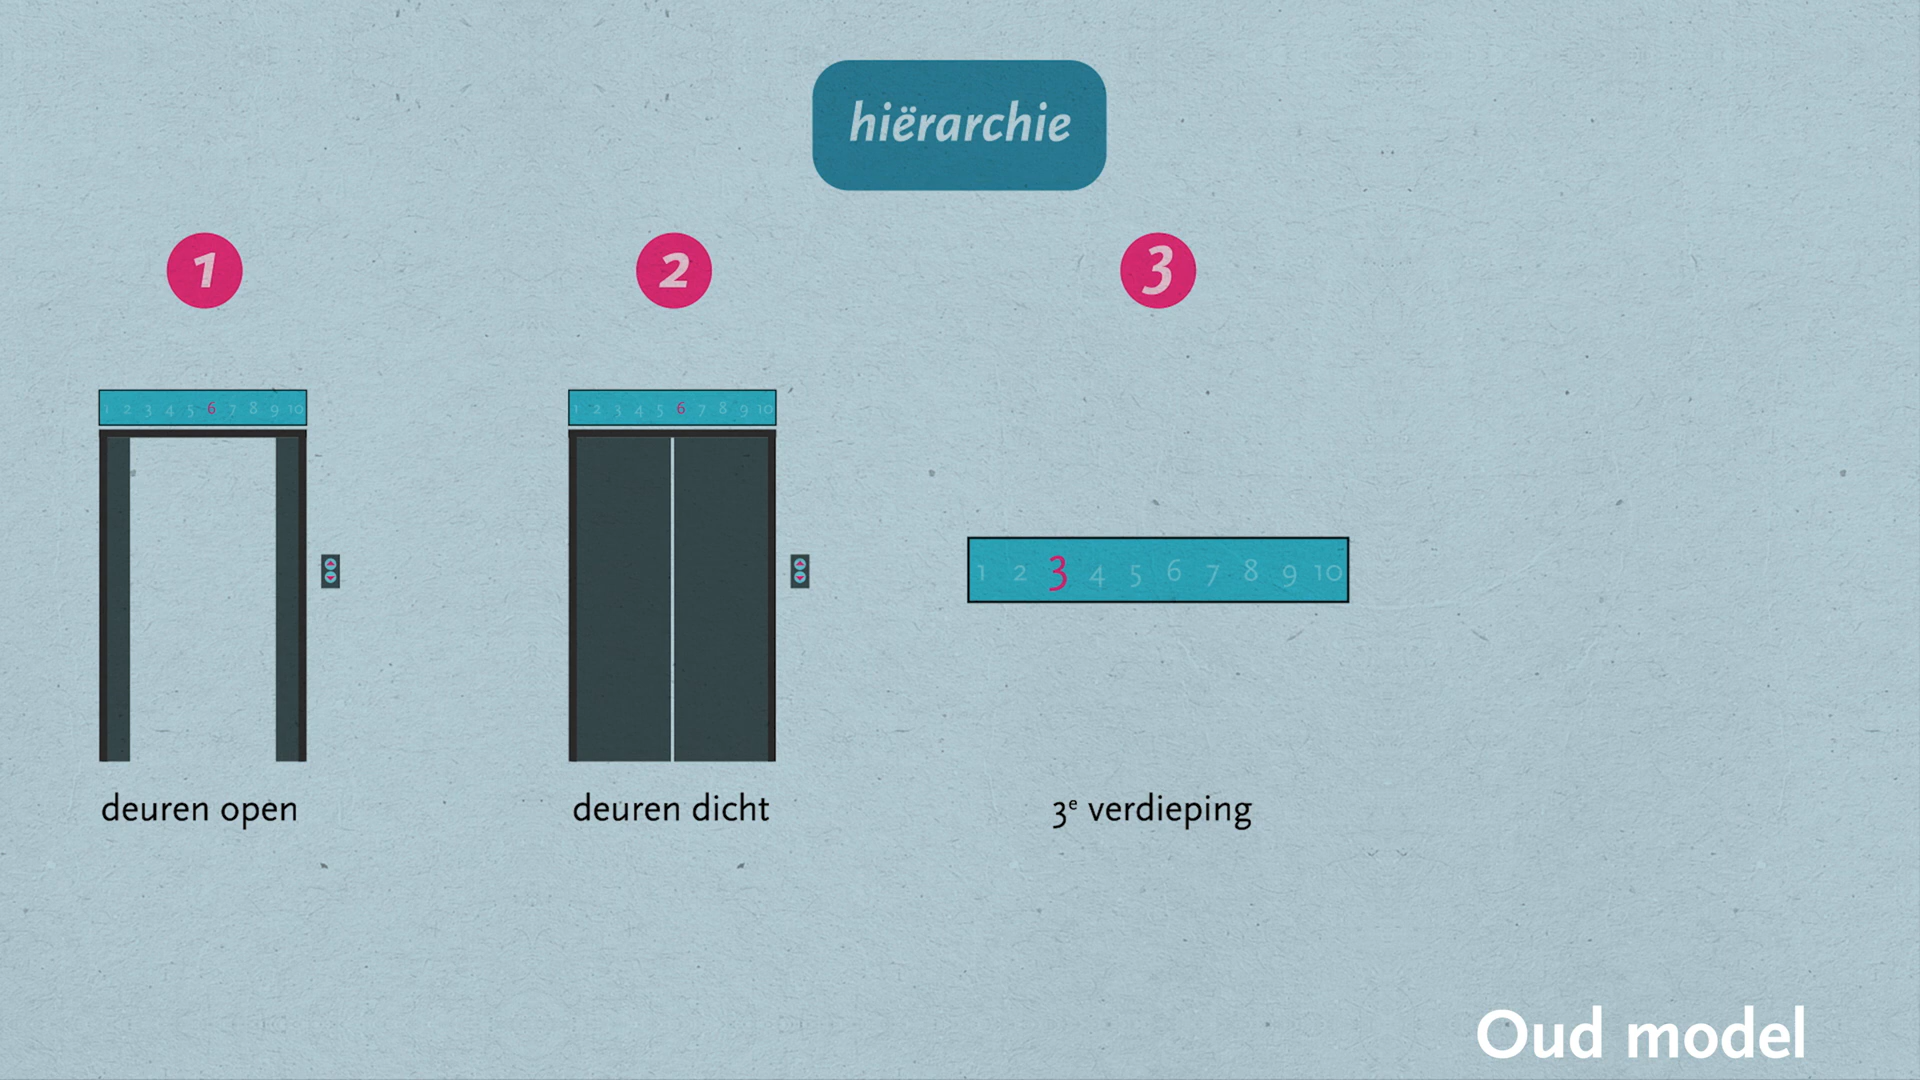 hiërarchie
1
2
3
1 2 3 4 5 6 7 8 9 10
1 2 3 4 5 6 7 8 9 10
1 2 3 4 5 6 7 8 9 10
deuren open
deuren dicht
3e verdieping
Oud model